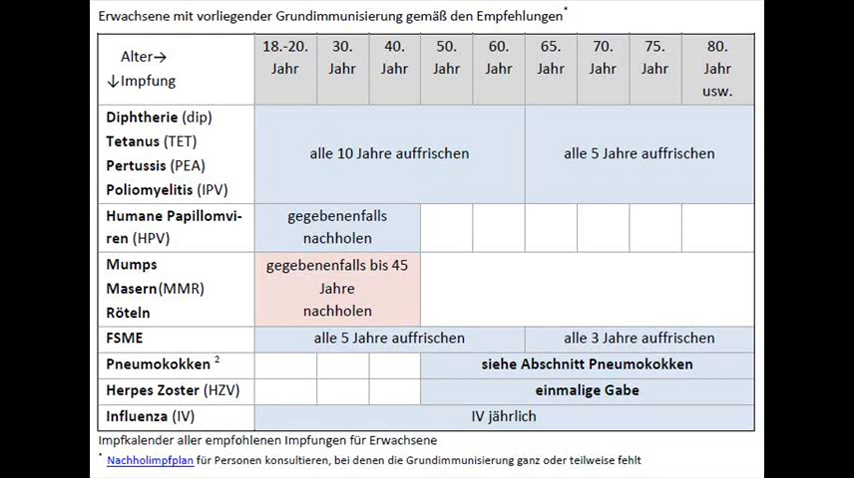 Erwachsene mit vorliegender Grundimmunisierung gemäß den Empfehlungen*
Alter→
↓Impfung
18.-20. Jahr
30. Jahr
40. Jahr
50. Jahr
60. Jahr
65. Jahr
70. Jahr
75. Jahr
80. Jahr usw.
Diphtherie (dip)
Tetanus (TET)
Pertussis (PEA)
Poliomyelitis (IPV)
alle 10 Jahre auffrischen
alle 5 Jahre auffrischen
Humane Papillomvi-
ren (HPV)
gegebenenfalls
nachholen
Mumps
Masern(MMR)
Röteln
gegebenenfalls bis 45
Jahre
nachholen
FSME
alle 5 Jahre auffrischen
alle 3 Jahre auffrischen
Pneumokokken 2
siehe Abschnitt Pneumokokken
Herpes Zoster (HZV)
einmalige Gabe
Influenza (IV)
IV jährlich
Impfkalender aller empfohlenen Impfungen für Erwachsene
* Nachholimpfplan für Personen konsultieren, bei denen die Grundimmunisierung ganz oder teilweise fehlt